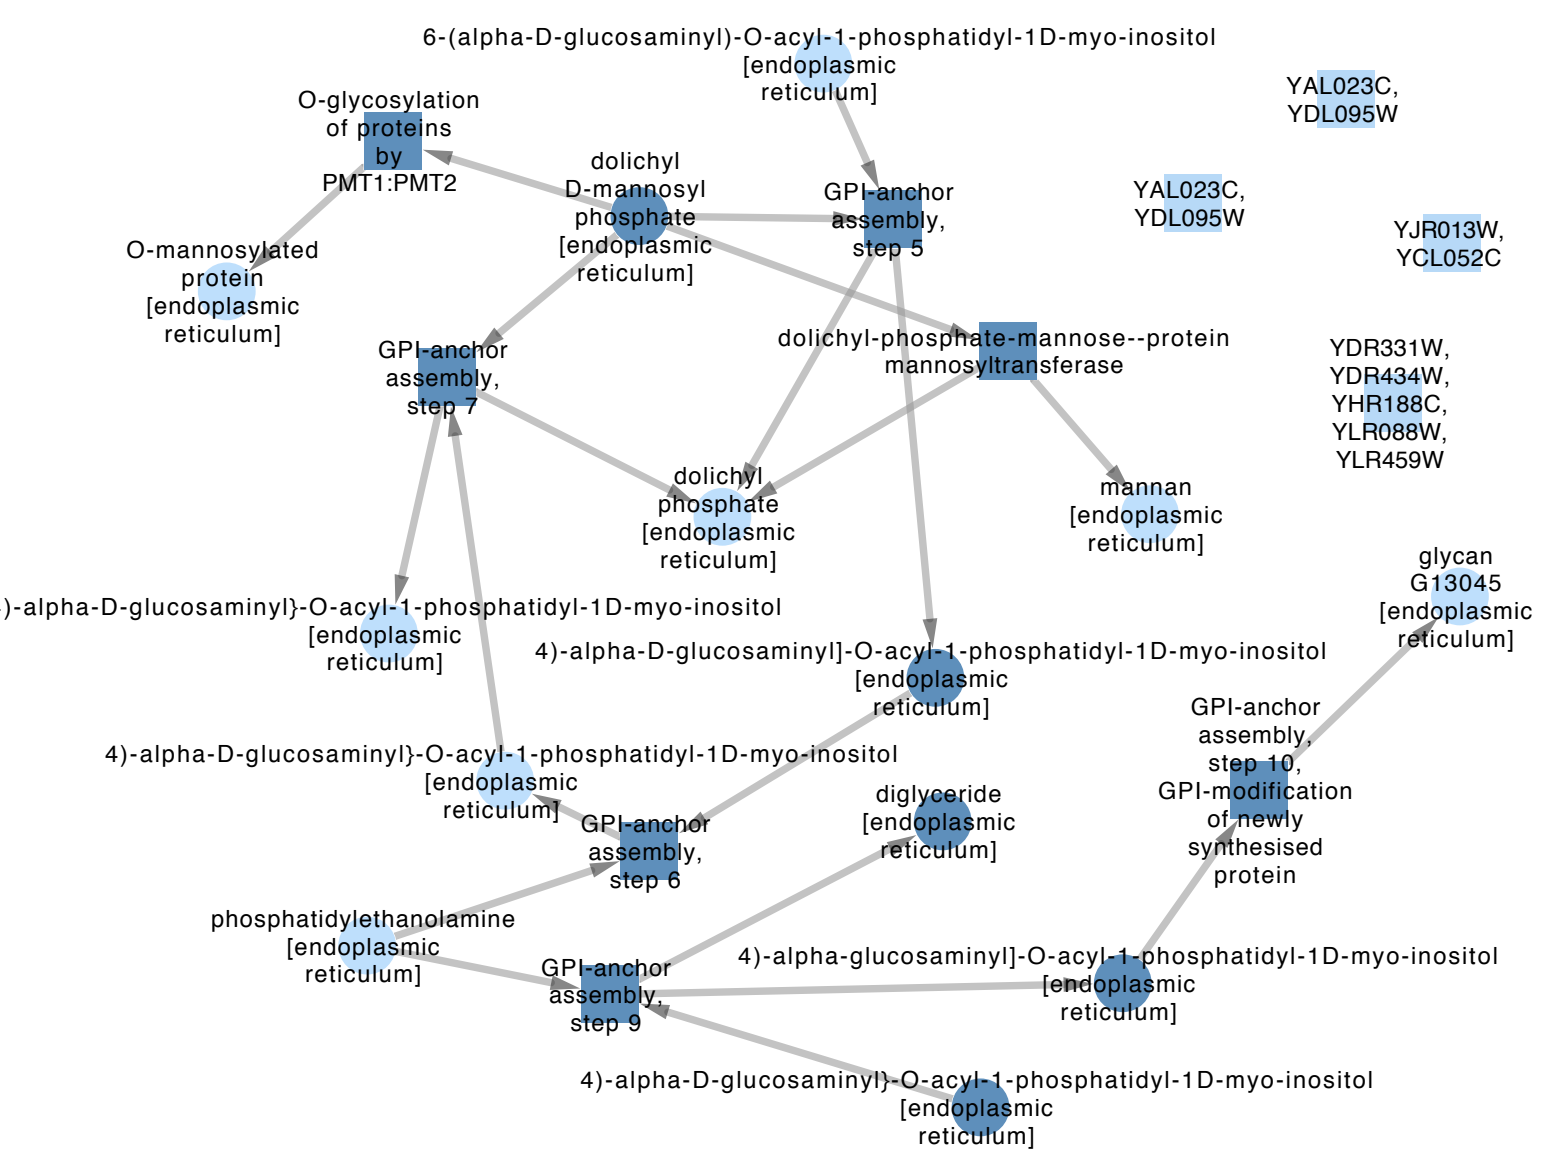 6-(alpha-D-glucosaminyl)-O-acyl-1-phosphatidyl-1D-myo-inositol
[endoplasmic
reticulum]
YAL023C,
YDL095W
O-glycosylation
of proteins
by
PMT1:PMT2
dolichyl
D-mannosyl
phosphate
[endoplasmic
reticulum]
GPI-anchor
assembly,
step 5
YAL023C,
YDL095W
YJR013W,
YCL052C
O-mannosylated
protein
[endoplasmic
reticulum]
GPI-anchor
assembly,
step 7
dolichyl-phosphate-mannose--protein
mannosyltransferase
YDR331W,
YDR434W,
YHR188C,
YLR088W,
YLR459W
dolichyl
phosphate
[endoplasmic
reticulum]
mannan
[endoplasmic
reticulum]
glycan
G13045
[endoplasmic
reticulum]
)-alpha-D-glucosaminyl}-O-acyl-1-phosphatidyl-1D-myo-inositol
[endoplasmic
reticulum]
4)-alpha-D-glucosaminyl]-O-acyl-1-phosphatidyl-1D-myo-inositol
[endoplasmic
reticulum]
GPI-anchor
assembly,
step 10,
GPI-modification
of newly
synthesised
protein
4)-alpha-D-glucosaminyl}-O-acyl-1-phosphatidyl-1D-myo-inositol
[endoplasmic
reticulum]
diglyceride
[endoplasmic
reticulum]
GPI-anchor
assembly,
step 6
phosphatidylethanolamine
[endoplasmic
reticulum]
GPI-anchor
assembly,
step 9
4)-alpha-glucosaminyl]-O-acyl-1-phosphatidyl-1D-myo-inositol
[endoplasmic
reticulum]
4)-alpha-D-glucosaminyl}-O-acyl-1-phosphatidyl-1D-myo-inositol
[endoplasmic
reticulum]